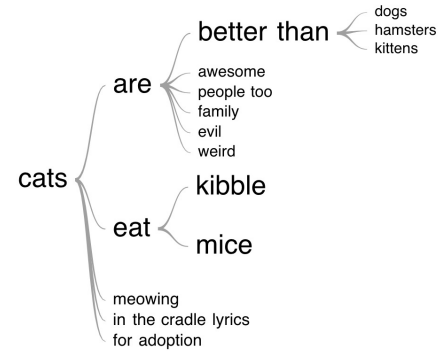 dogs
better than
hamsters
kittens
awesome
are
people too
family
evil
weird
cats
kibble
eat
mice
meowing
in the cradle lyrics
for adoption